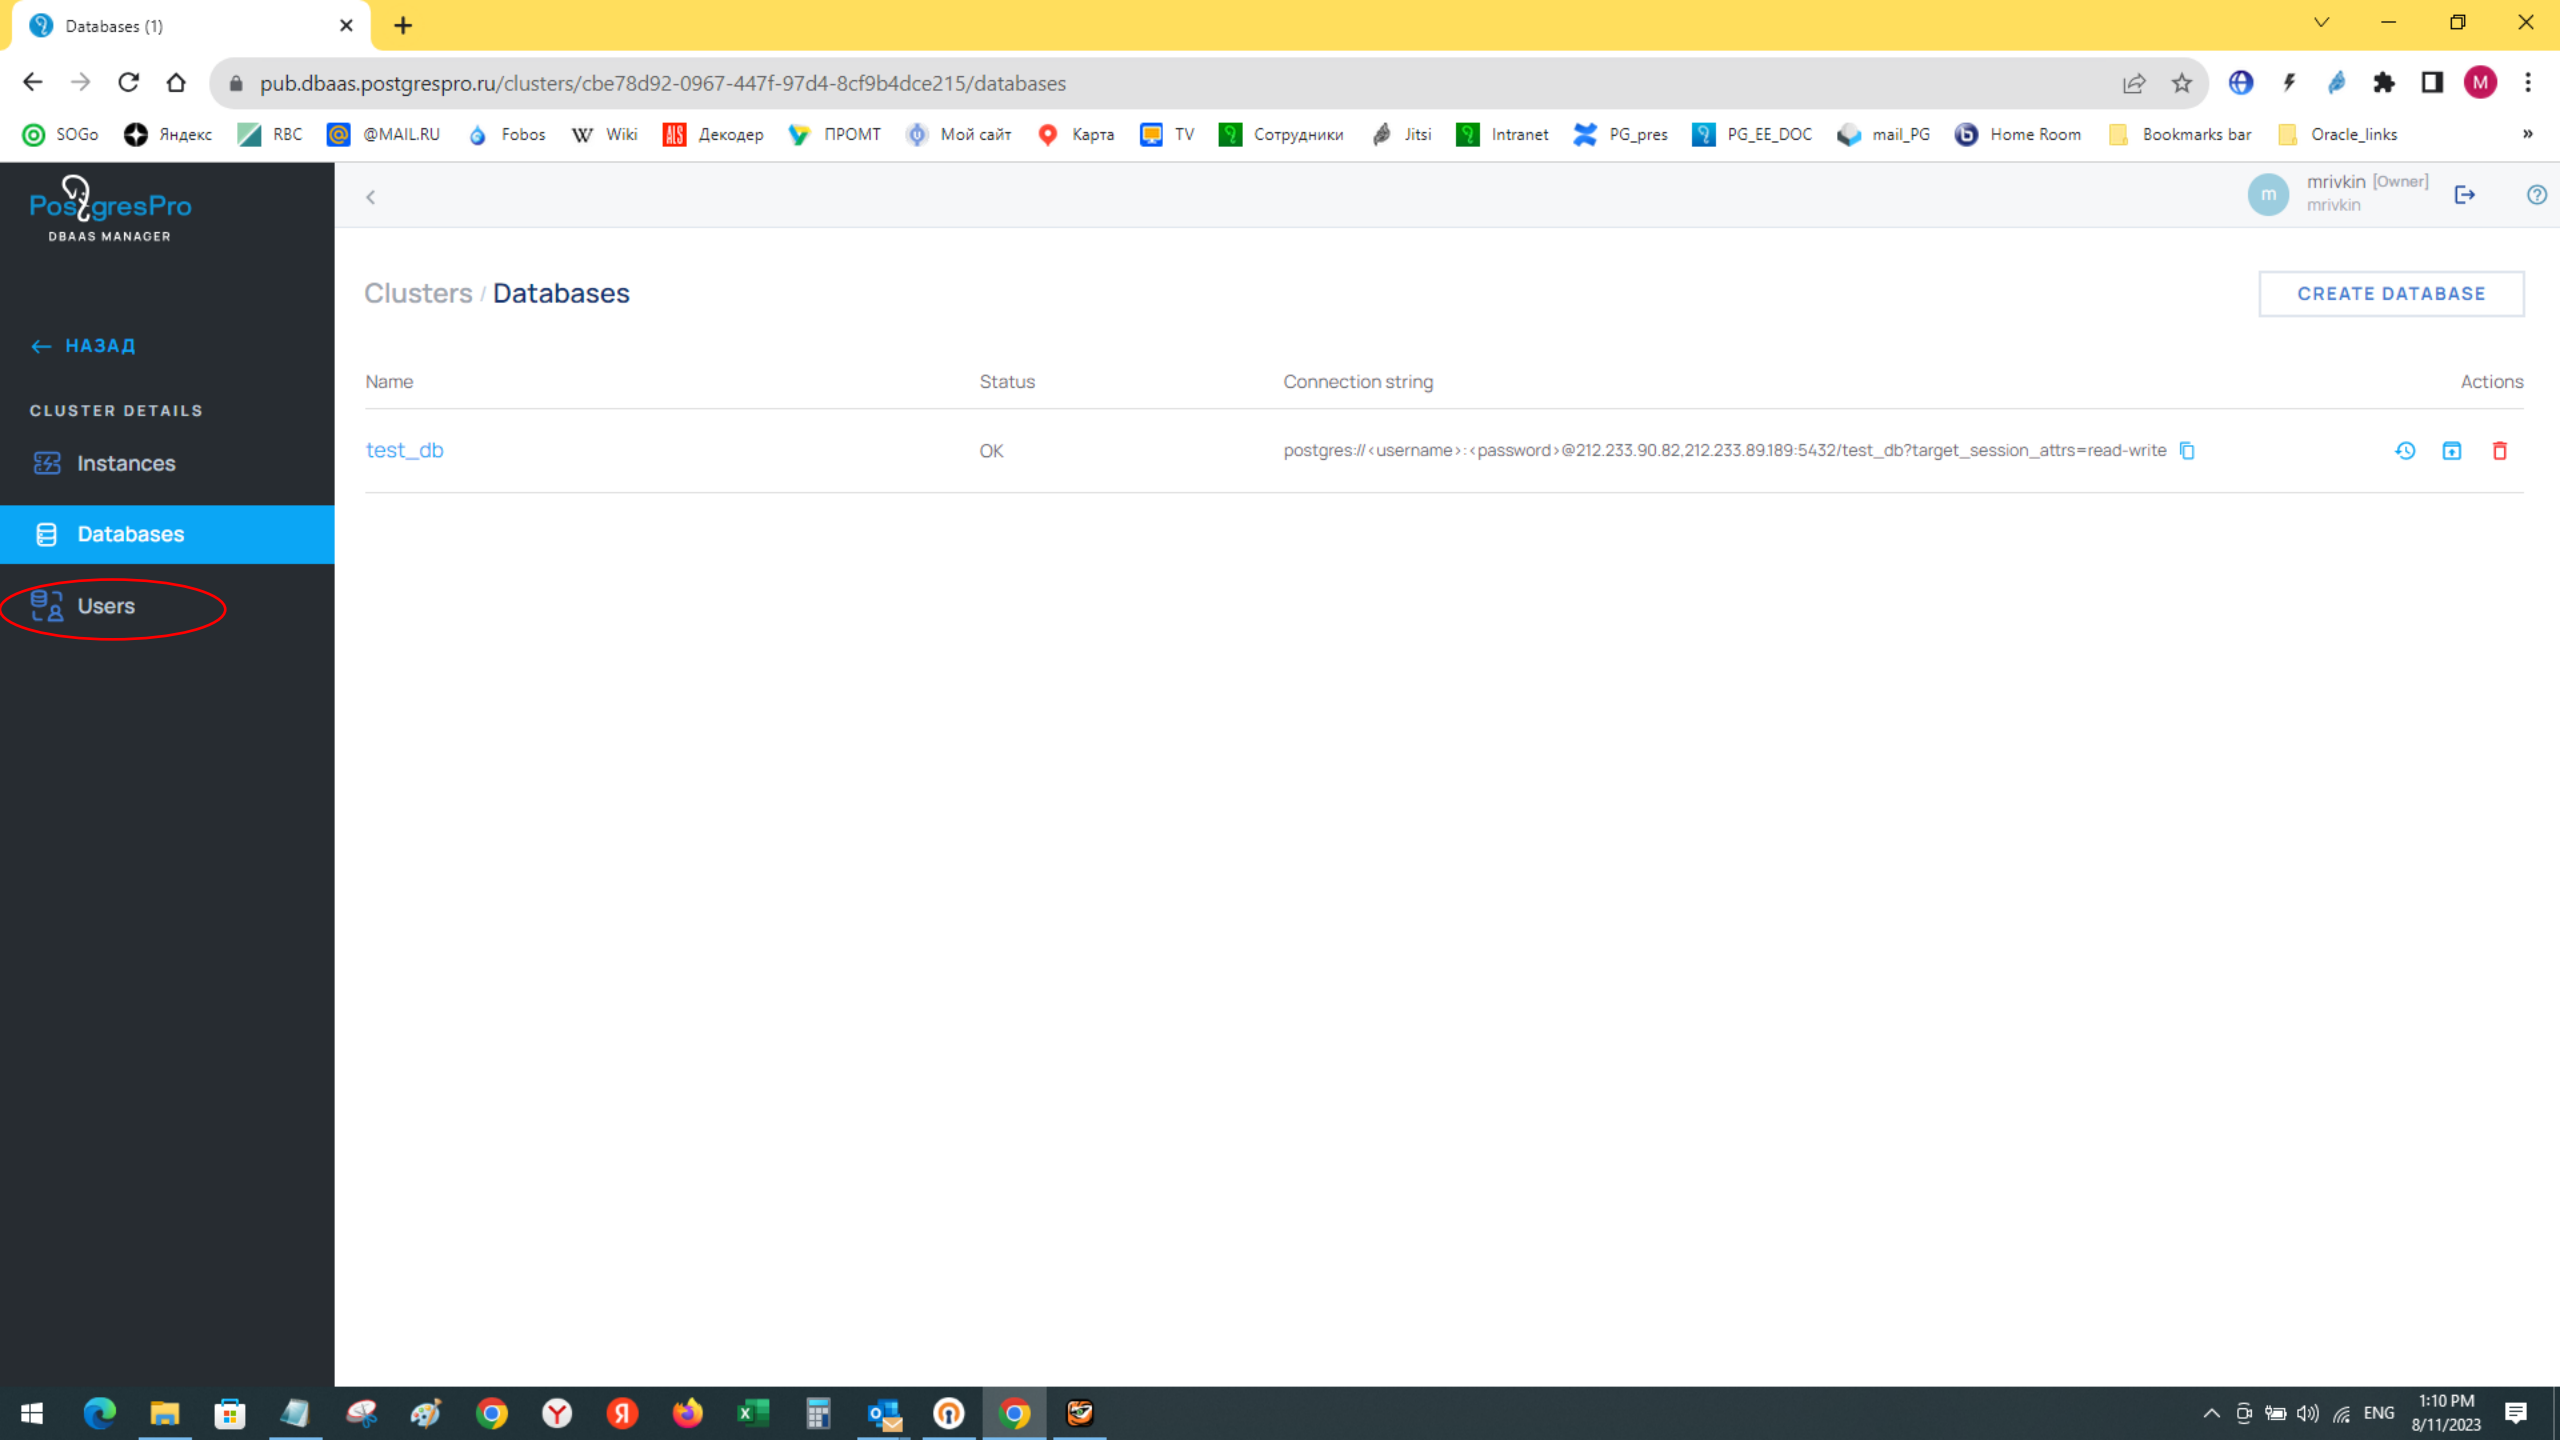 Databases (1)
pub.dbaas.postgrespro.ru/clusters/cbe78d92-0967-447f-97d4-8cf9b4dce215/databases
M
SOGo Яндекс RBC @MAIL.RU Fobos Wiki Декодер ПРОМТ Мой сайт Карта TV Сотрудники Jitsi Intranet PG_pres PG_EE_DOC mail_PG Home Room Bookmarks bar Oracle_links »
PostgresPro
DBAAS MANAGER
m
mrivkin [Owner]
mrivkin
Clusters / Databases
CREATE DATABASE
НАЗАД
CLUSTER DETAILS
Instances
Databases
Users
Name Status Connection string Actions
test_db OK postgres://<username>:<password>@212.233.90.82,212.233.89.189:5432/test_db?target_session_attrs=read-write
ENG
1:10 PM
8/11/2023